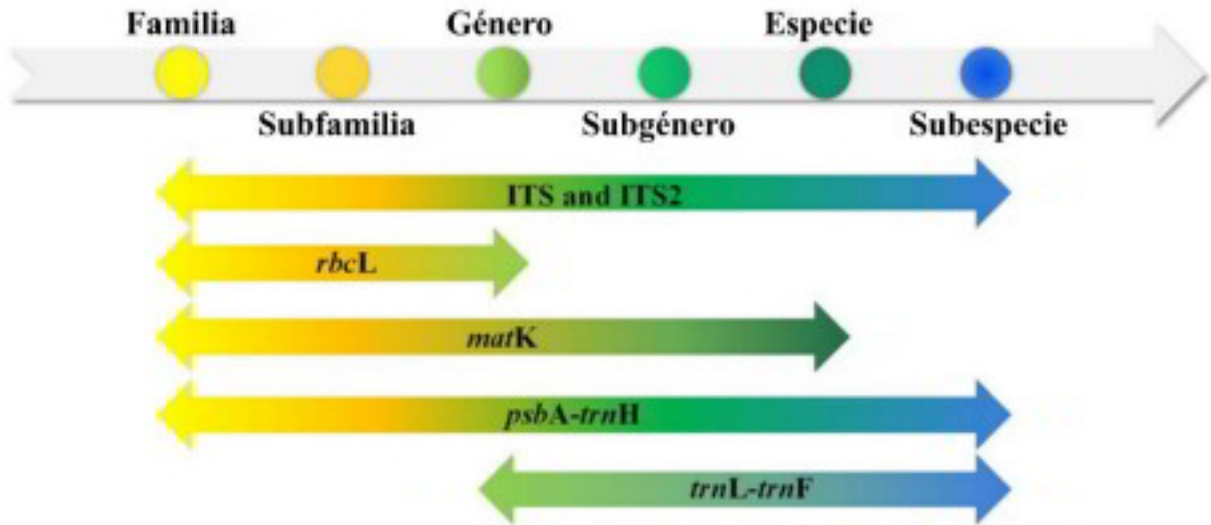 Familia Género Especie
Subfamilia Subgénero Subespecie
ITS and ITS2
rbcL
matK
psbA-trnH
trnL-trnF